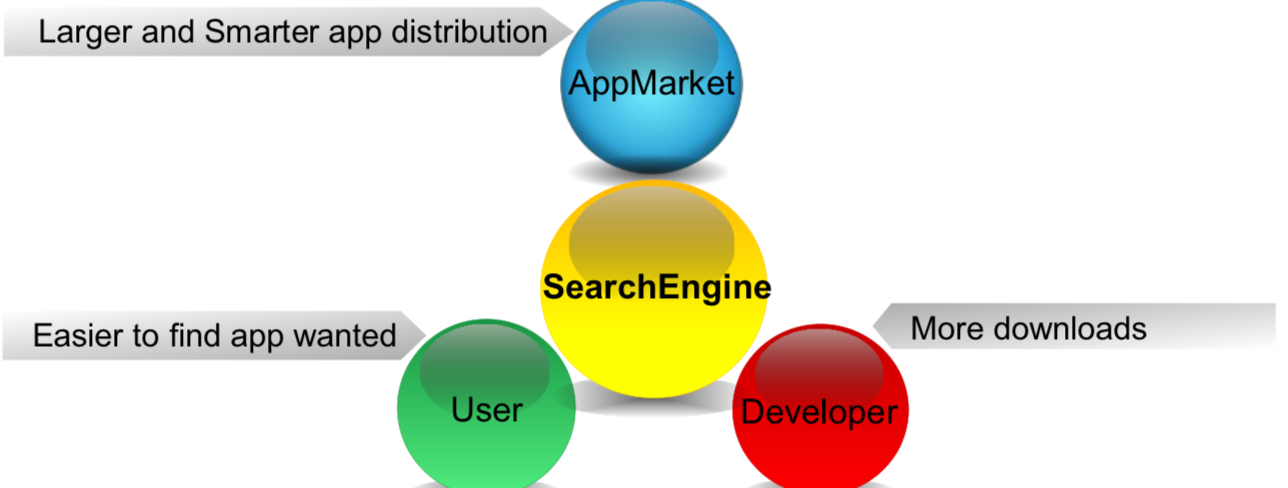 Larger and Smarter app distribution
AppMarket
SearchEngine
Easier to find app wanted
More downloads
User
Developer